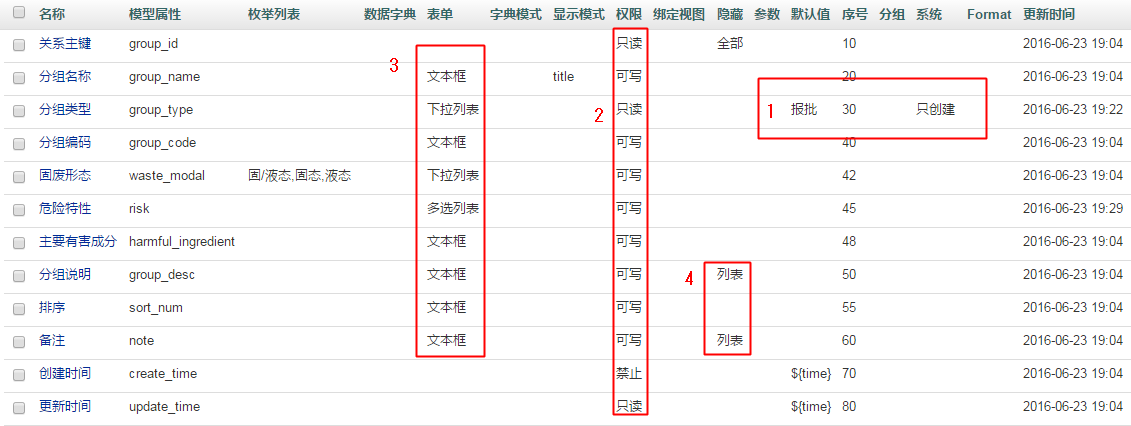 名称 模型属性 枚举列表 数据字典 表单 字典模式 显示模式 权限 绑定视图 隐藏 参数 默认值 序号 分组 系统 Format 更新时间
关系主键 group_id 只读 全部 10 2016-06-23 19:04
3
分组名称 group_name 文本框 title 可写 20 2016-06-23 19:04
分组类型 group_type 下拉列表 2 只读 1 报批 30 只创建 2016-06-23 19:22
分组编码 group_code 文本框 可写 40 2016-06-23 19:04
固废形态 waste_modal 固/液态,固态,液态 下拉列表 可写 42 2016-06-23 19:04
危险特性 risk 多选列表 可写 45 2016-06-23 19:29
主要有害成分 harmful_ingredient 文本框 可写 48 2016-06-23 19:04
分组说明 group_desc 文本框 可写 4 列表 50 2016-06-23 19:04
排序 sort_num 文本框 可写 55 2016-06-23 19:04
备注 note 文本框 可写 列表 60 2016-06-23 19:04
创建时间 create_time 禁止 ${time} 70 2016-06-23 19:04
更新时间 update_time 只读 ${time} 80 2016-06-23 19:04